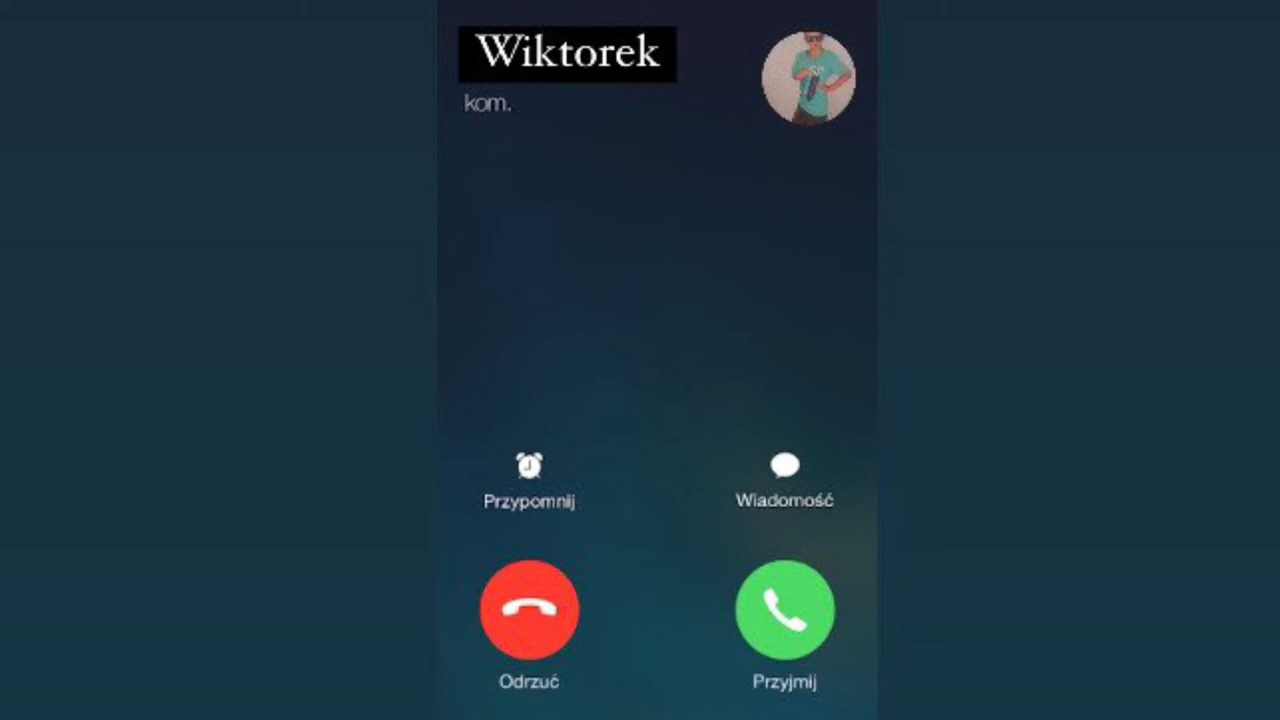 Wiktorek
kom.
Przypomnij
Wiadomość
Odrzuć
Przyjmij